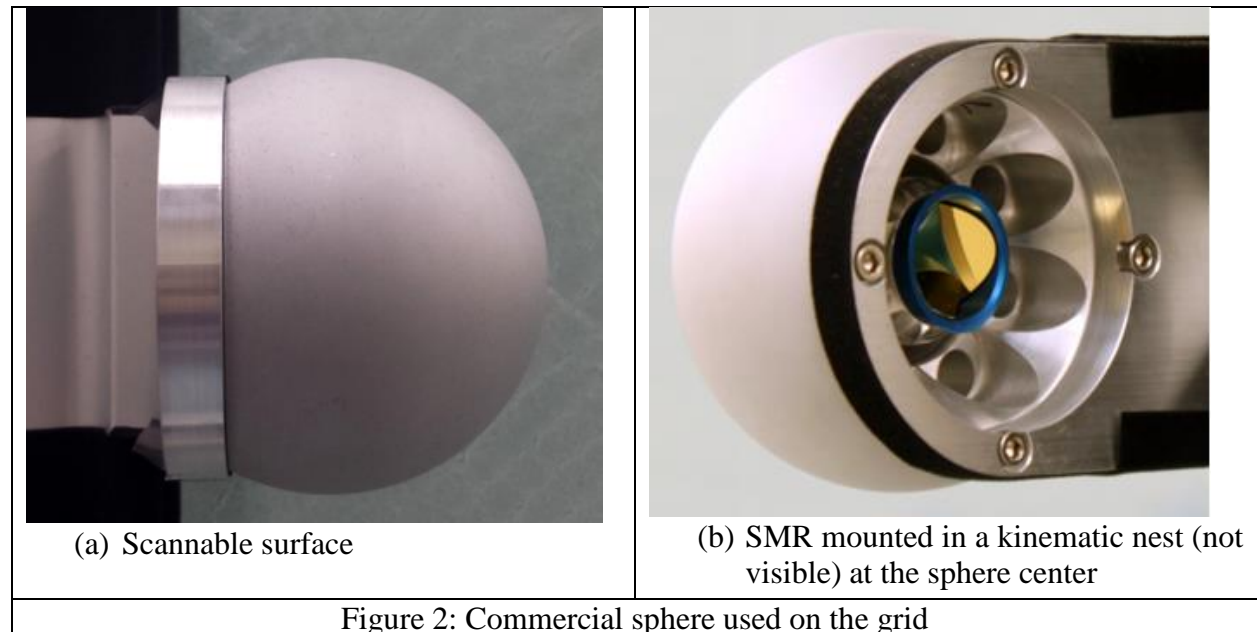 (a) Scannable surface
(b) SMR mounted in a kinematic nest (not
visible) at the sphere center
Figure 2: Commercial sphere used on the grid